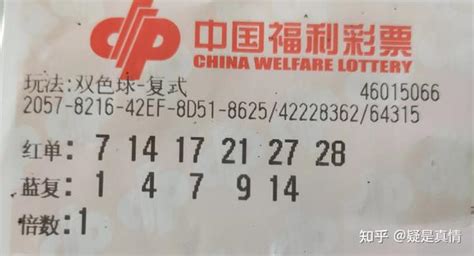 中国福利彩票
CHINA WELFARE LOTTERY
玩法:双色球-复式 46015066
2057-8216-42EF-8D51-8625/42228362/64315
红单: 7 14 17 21 27 28
蓝复: 1 4 7 9 14
倍数:1
知乎 @疑是真情